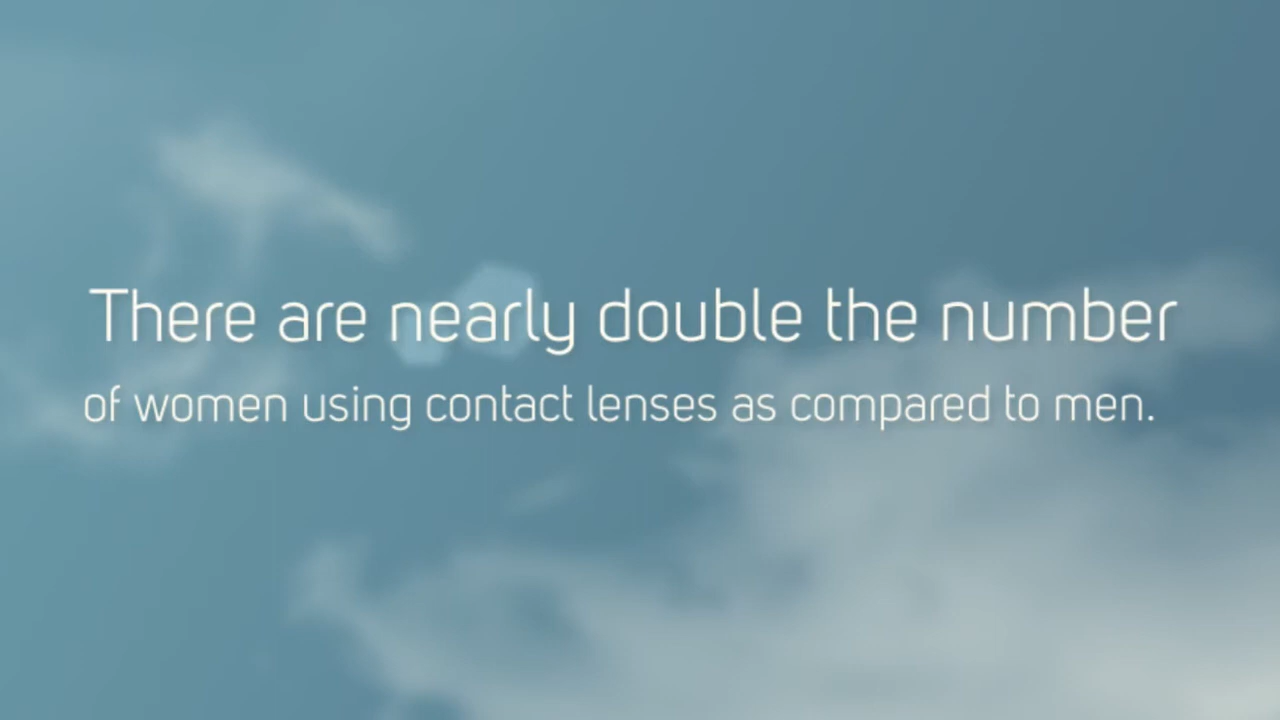 There are nearly double the number
of women using contact lenses as compared to men.